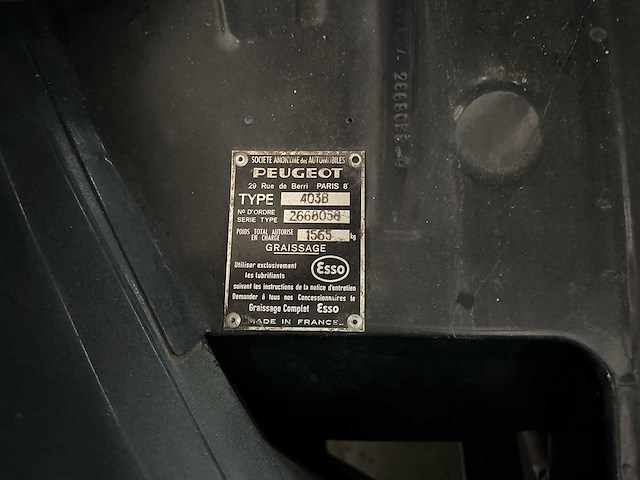 SOCIETE ANONYME des AUTOMOBILES
PEUGEOT
29 Rue de Berri PARIS 8ᵉ
TYPE 403B
Nº D'ORDRE
SERIE TYPE 2668058
POIDS TOTAL AUTORISE
EN CHARGE 1565 kg
GRAISSAGE
Utiliser exclusivement
les lubrifiants Esso
suivant les instructions de la notice d'entretien
Demander à tous nos Concessionnaires le
Graissage Complet Esso
MADE IN FRANCE